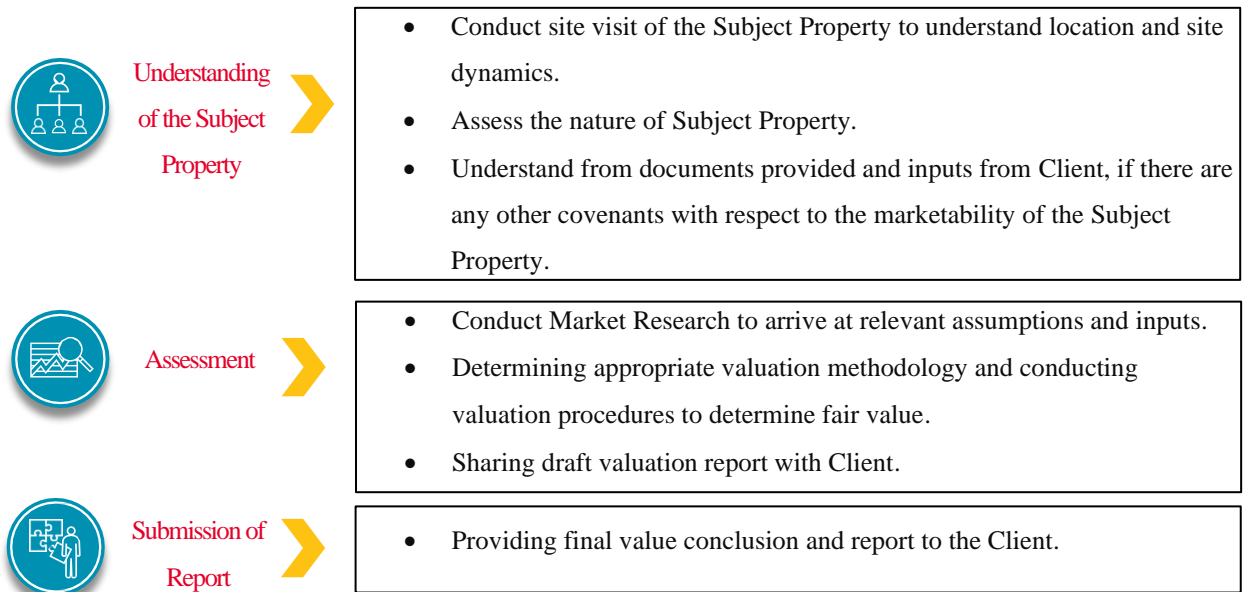 Understanding
of the Subject
Property
• Conduct site visit of the Subject Property to understand location and site
dynamics.
• Assess the nature of Subject Property.
• Understand from documents provided and inputs from Client, if there are
any other covenants with respect to the marketability of the Subject
Property.
Assessment
• Conduct Market Research to arrive at relevant assumptions and inputs.
• Determining appropriate valuation methodology and conducting
valuation procedures to determine fair value.
• Sharing draft valuation report with Client.
Submission of
Report
• Providing final value conclusion and report to the Client.